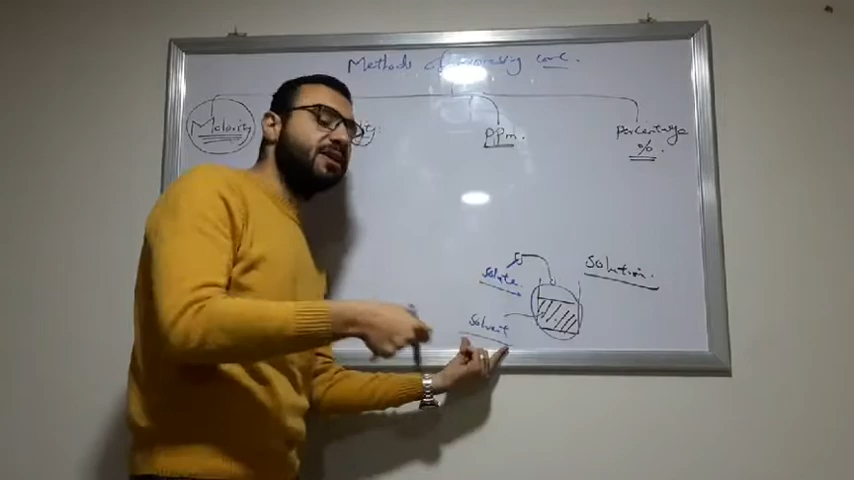 Methods of expressing conc.
Molarity
PPm.
percentage
%.
Solute.
Solution.
Solvent